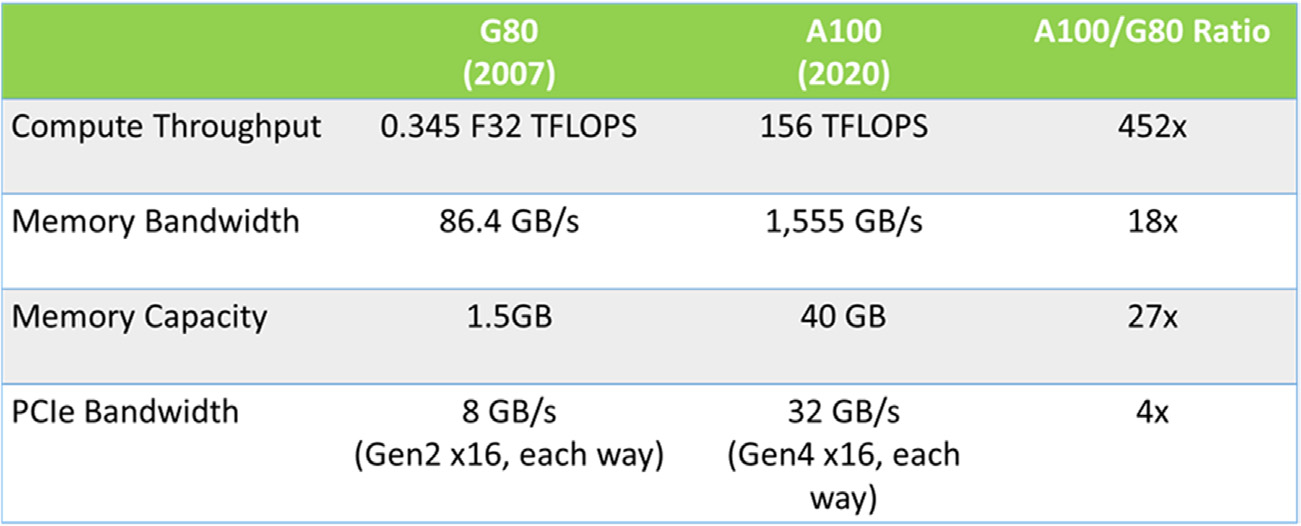 G80
(2007)
A100
(2020)
A100/G80 Ratio
Compute Throughput
0.345 F32 TFLOPS
156 TFLOPS
452x
Memory Bandwidth
86.4 GB/s
1,555 GB/s
18x
Memory Capacity
1.5GB
40 GB
27x
PCIe Bandwidth
8 GB/s
(Gen2 x16, each way)
32 GB/s
(Gen4 x16, each
way)
4x